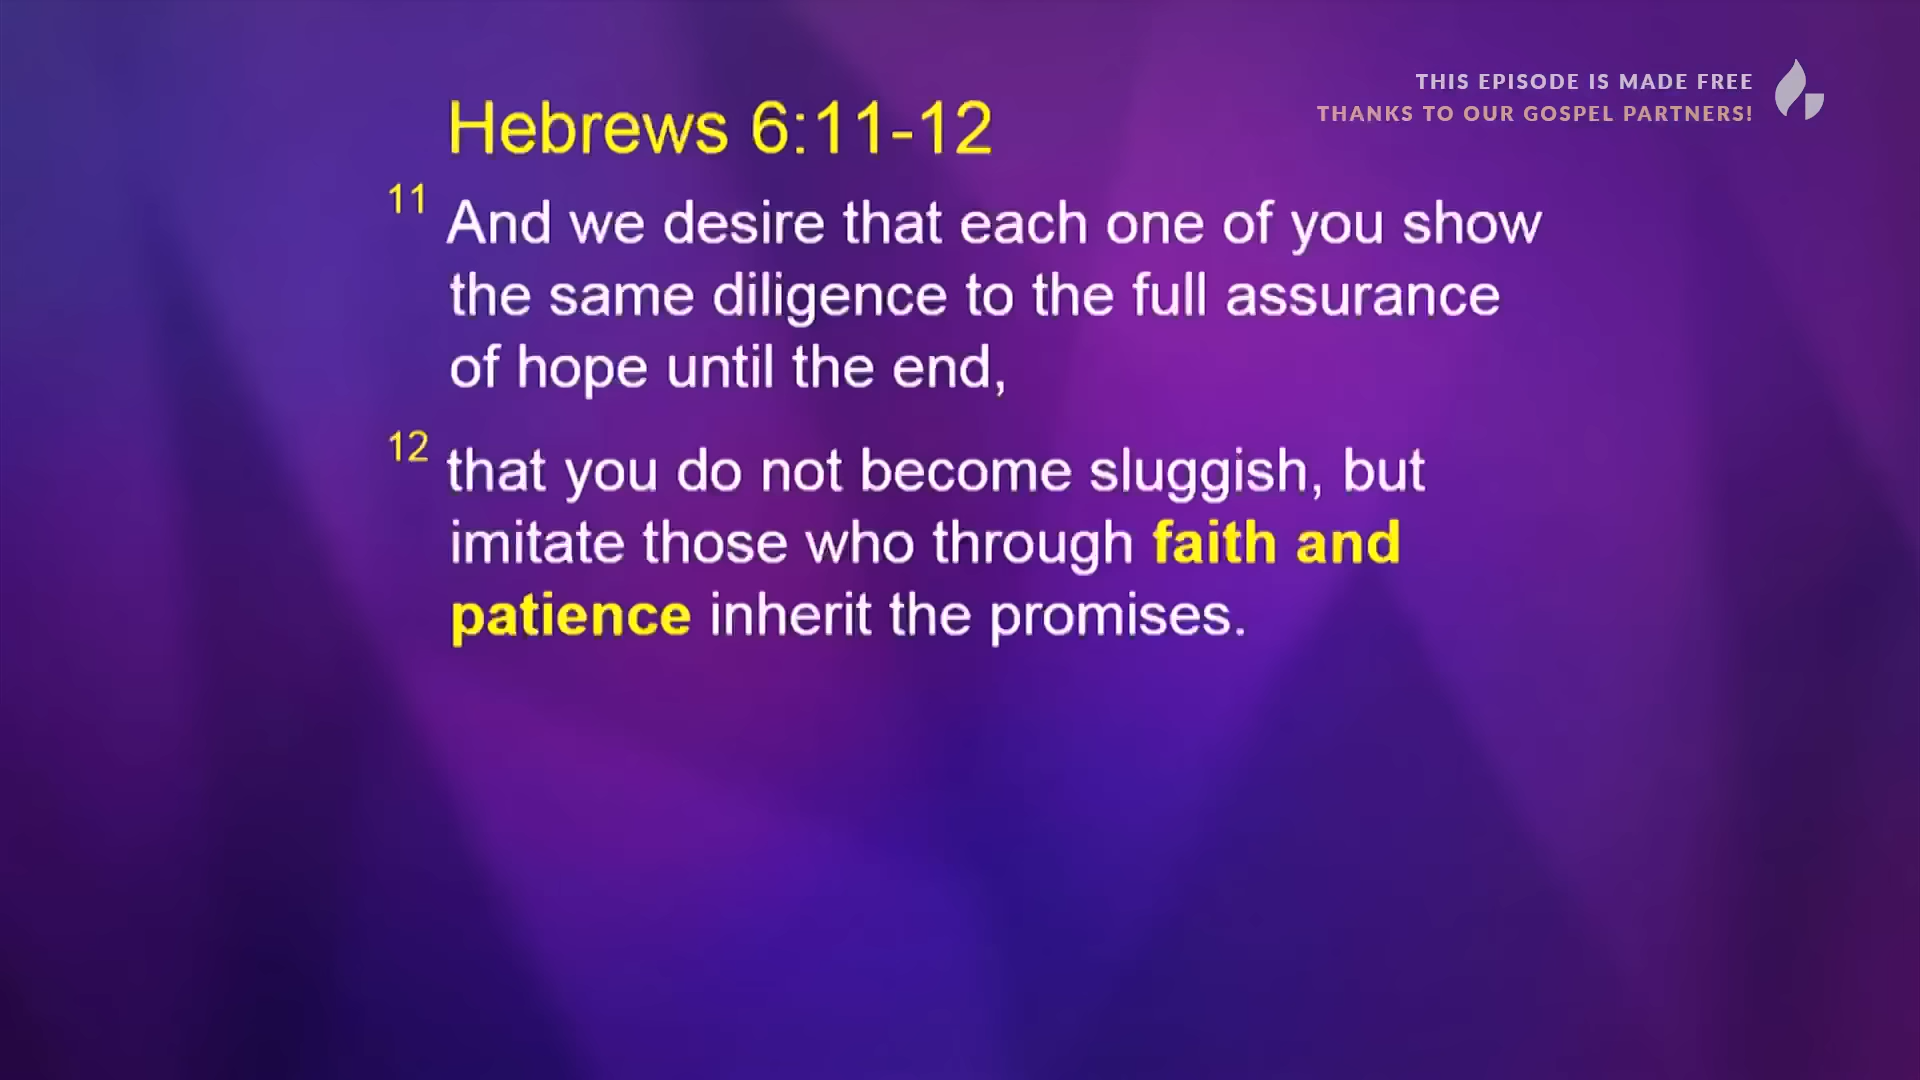 THIS EPISODE IS MADE FREE
THANKS TO OUR GOSPEL PARTNERS!
Hebrews 6:11-12
11 And we desire that each one of you show
the same diligence to the full assurance
of hope until the end,
12 that you do not become sluggish, but
imitate those who through faith and
patience inherit the promises.